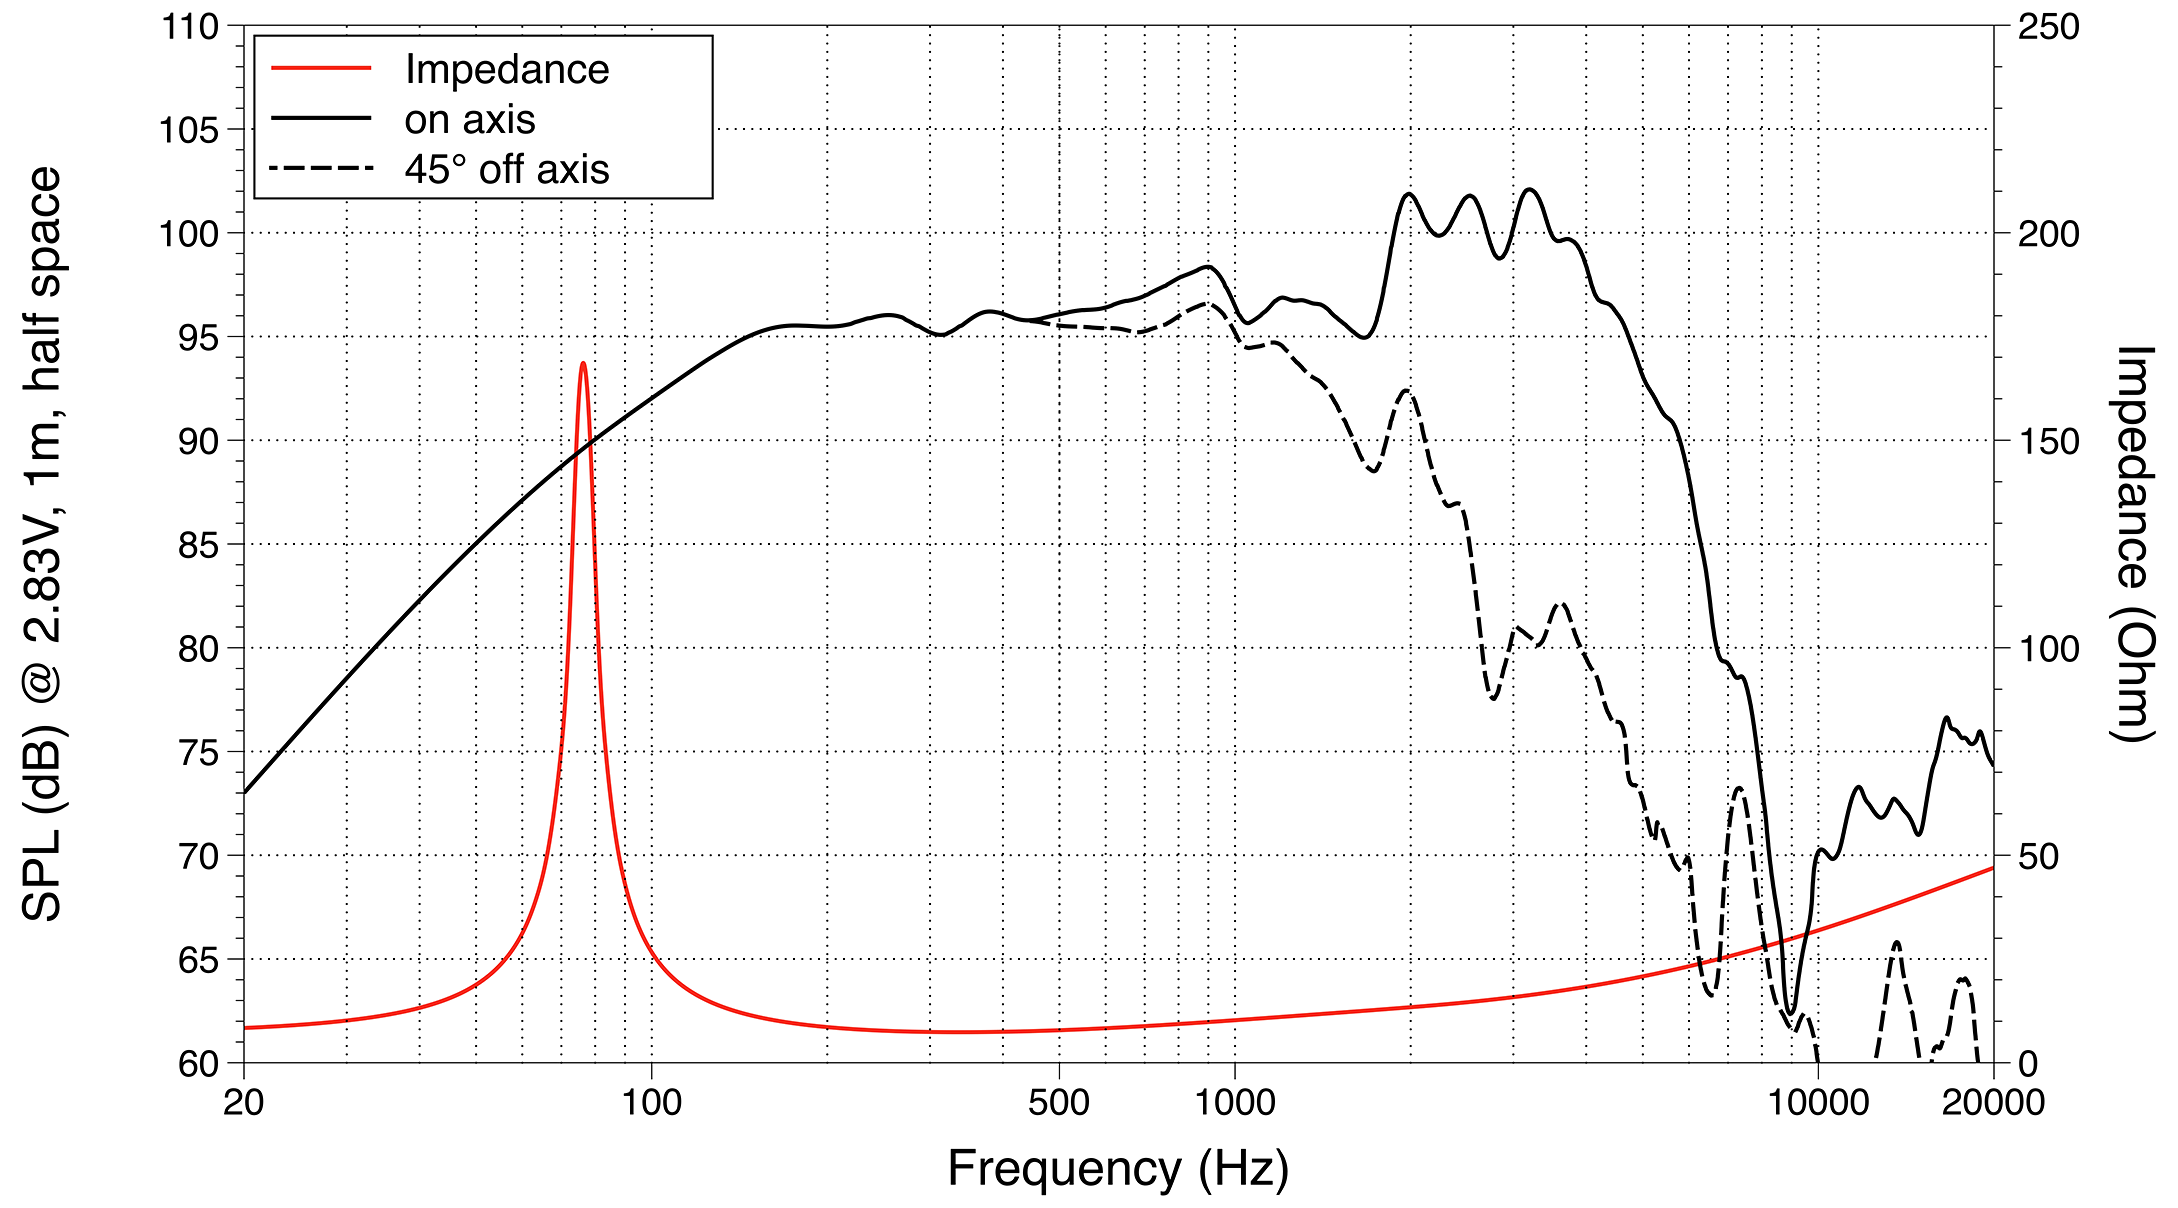 Impedance
on axis
45° off axis
110
105
100
95
90
85
80
75
70
65
60
SPL (dB) @ 2.83V, 1m, half space
250
200
150
100
50
0
Impedance (Ohm)
20 100 500 1000 10000 20000
Frequency (Hz)